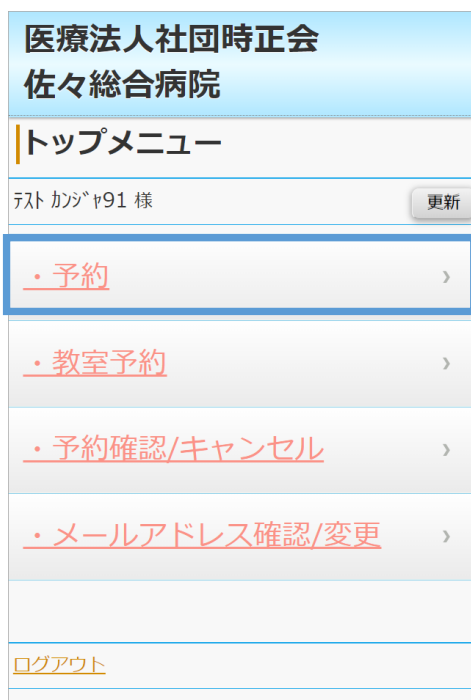 医療法人社団時正会
佐々総合病院
トップメニュー
ﾃｽﾄ ｶﾝｼﾞｬ91 様
更新
・予約
・教室予約
・予約確認/キャンセル
・メールアドレス確認/変更
ログアウト